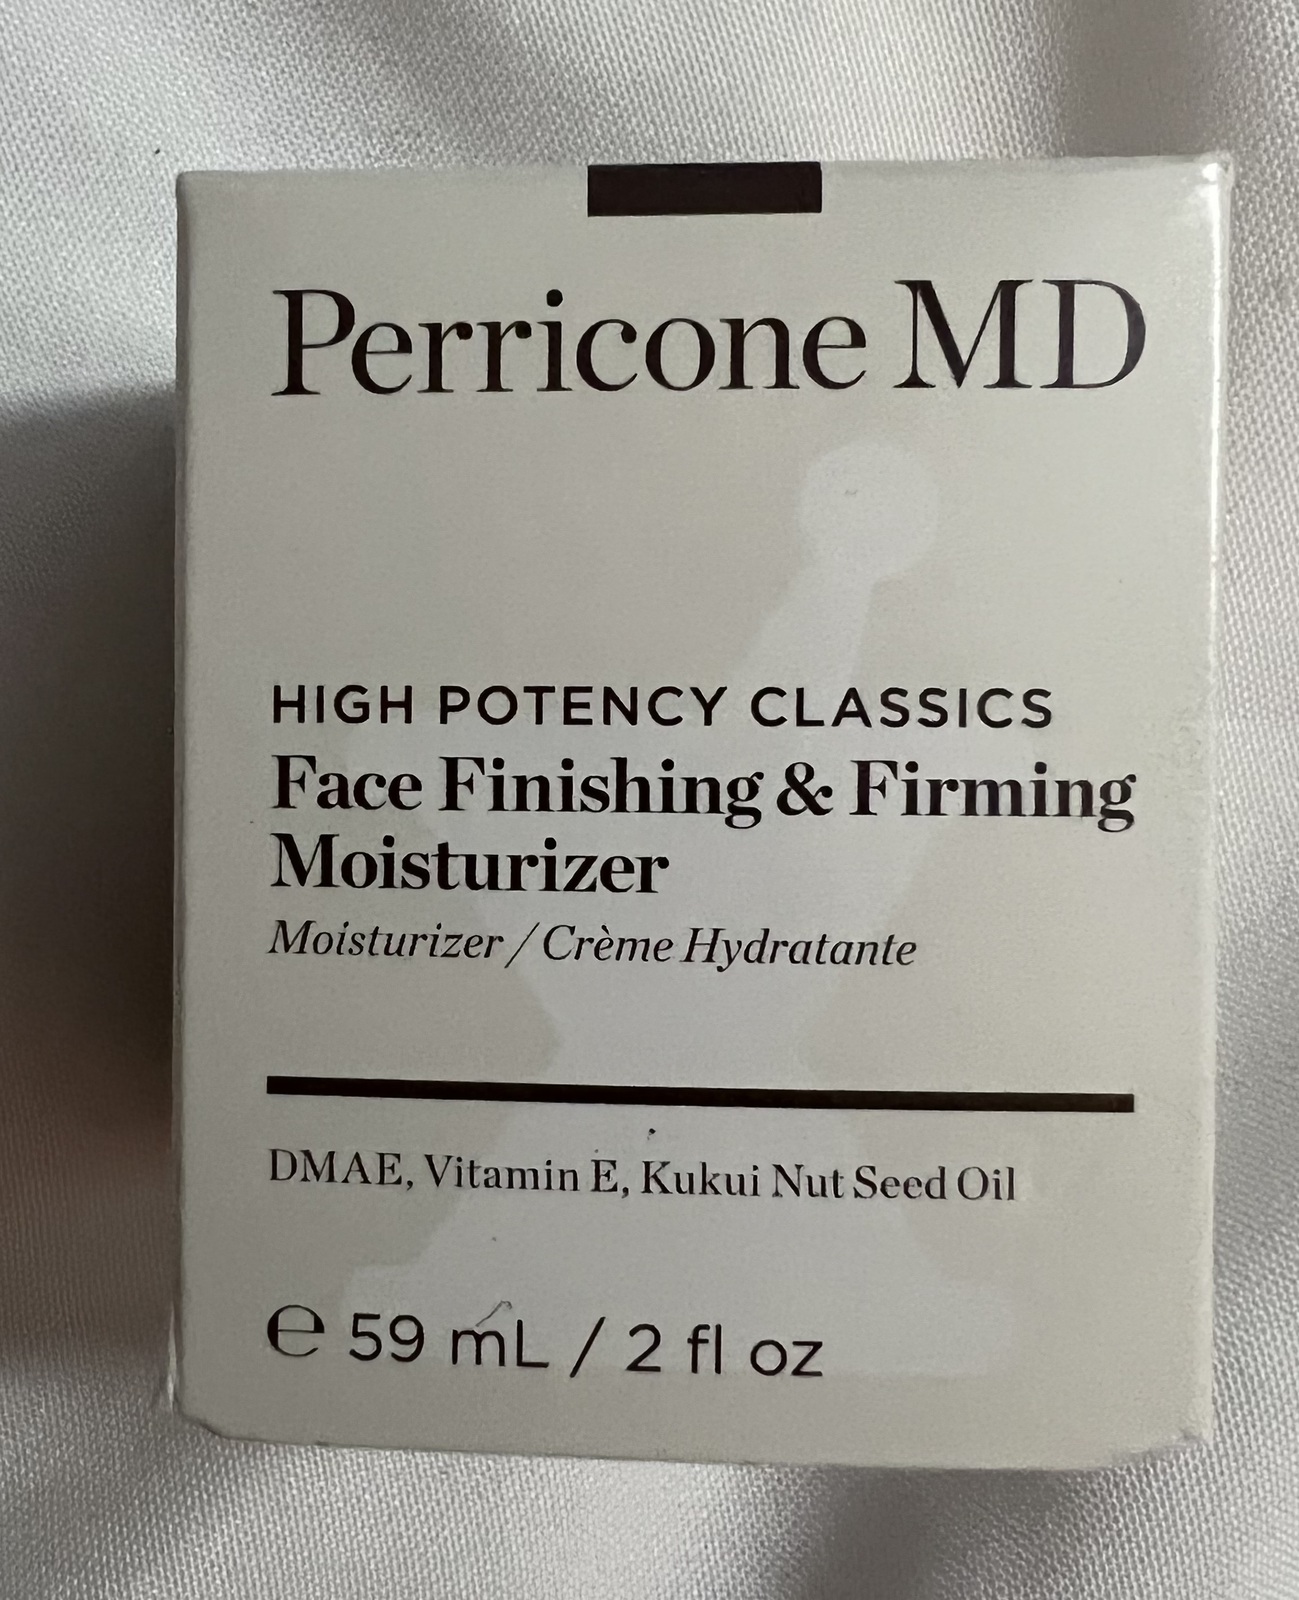 Perricone MD
HIGH POTENCY CLASSICS
Face Finishing & Firming
Moisturizer
Moisturizer / Crème Hydratante
DMAE, Vitamin E, Kukui Nut Seed Oil
℮ 59 mL / 2 fl oz